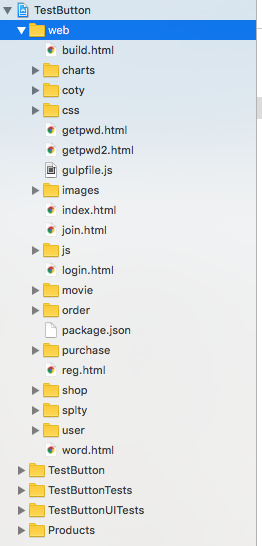 TestButton
web
build.html
charts
coty
css
getpwd.html
getpwd2.html
gulpfile.js
images
index.html
join.html
js
login.html
movie
order
package.json
purchase
reg.html
shop
splty
user
word.html
TestButton
TestButtonTests
TestButtonUITests
Products